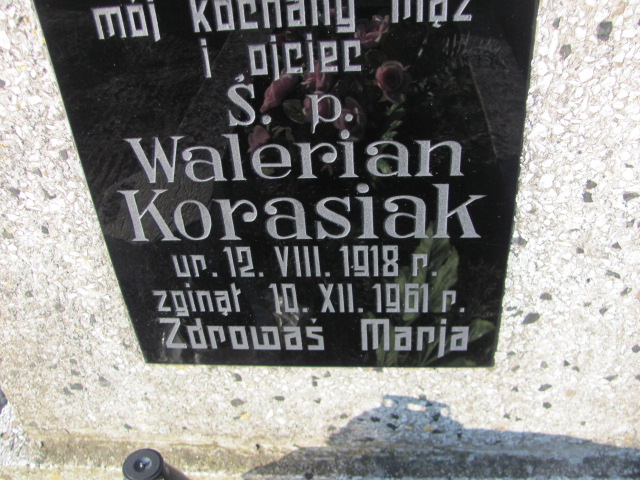 mój kochany mąż
i ojciec
Ś. p.
Walerian
Korasiak
ur. 12. VIII. 1918 r.
zginął 10. XII. 1961 r.
Zdrowaś Marja